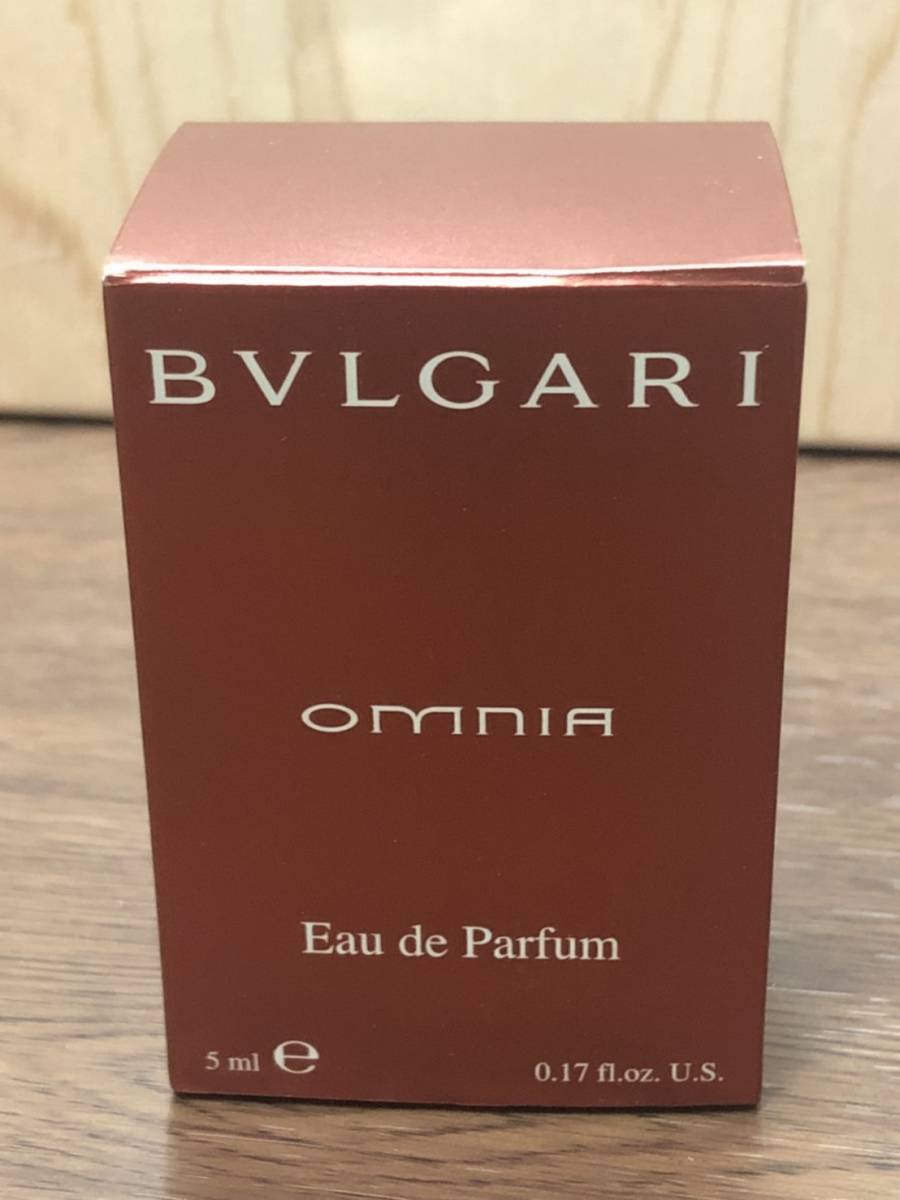 BVLGARI
OMNIA
Eau de Parfum
5 ml ℮ 0.17 fl.oz. U.S.